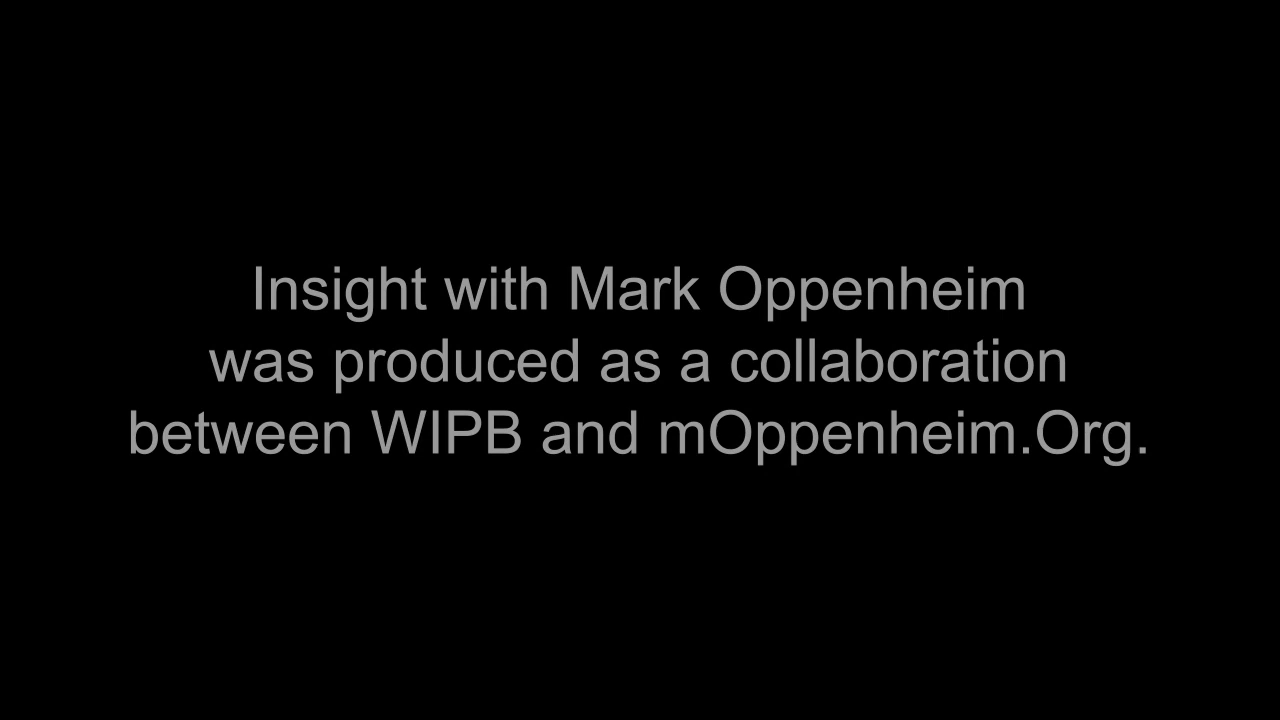 Insight with Mark Oppenheim
was produced as a collaboration
between WIPB and mOppenheim.Org.